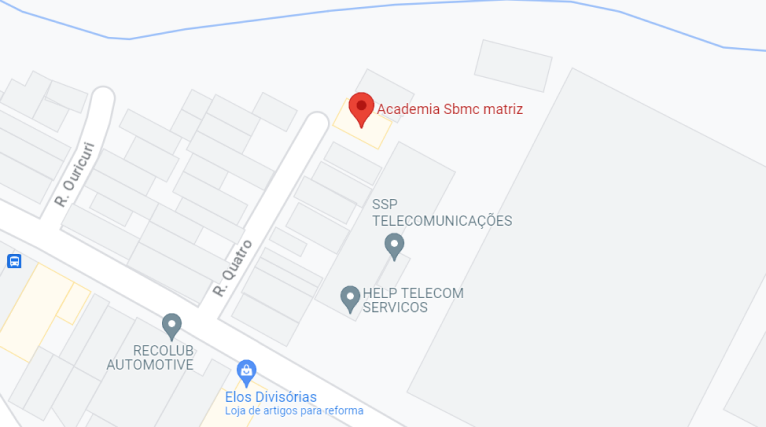 Academia Sbmc matriz
R. Ouricuri
SSP
TELECOMUNICAÇÕES
R. Quatro
HELP TELECOM
SERVICOS
RECOLUB
AUTOMOTIVE
Elos Divisórias
Loja de artigos para reforma